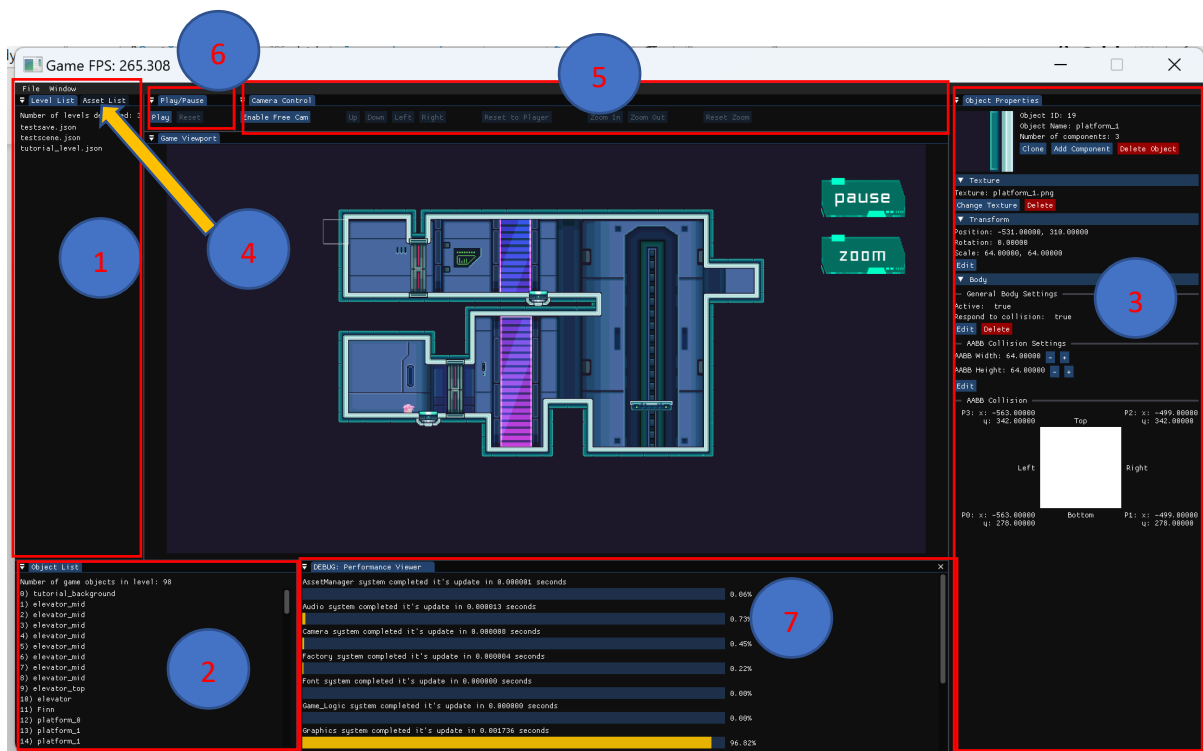 Game FPS: 265.308
6
5
File Window
Level List Asset List
Number of levels de
testsave.json
testscene.json
tutorial_level.json
1
4
Play/Pause
Play Reset
Camera Control
Enable Free Cam Up Down Left Right Reset to Player Zoom In Zoom Out Reset Zoom
Game Viewport
pause
zoom
Object Properties
Object ID: 19
Object Name: platform_1
Number of components: 3
Clone Add Component Delete Object
Texture
Texture: platform_1.png
Change Texture Delete
Transform
Position: -531.00000, 310.00000
Rotation: 0.00000
Scale: 64.00000, 64.00000
Edit
Body
General Body Settings
Active: true
Respond to collision: true
Edit Delete
3
AABB Collision Settings
AABB Width: 64.00000 - +
AABB Height: 64.00000 - +
Edit
AABB Collision
P3: x: -563.00000 P2: x: -499.00000
y: 342.00000 Top y: 342.00000
Left Right
P0: x: -563.00000 Bottom P1: x: -499.00000
y: 278.00000 y: 278.00000
Object List
Number of game objects in level: 98
0) tutorial_background
1) elevator_mid
2) elevator_mid
3) elevator_mid
4) elevator_mid
5) elevator_mid
6) elevator_mid
7) elevator_mid
8) elevator_mid
9) elevator_top
10) elevator
11) Finn
12) platform_0
13) platform_1
14) platform_1
2
DEBUG: Performance Viewer
AssetManager system completed it's update in 0.000001 seconds
0.06%
Audio system completed it's update in 0.000013 seconds
0.73%
Camera system completed it's update in 0.000000 seconds
0.45%
Factory system completed it's update in 0.000004 seconds
0.22%
Font system completed it's update in 0.000000 seconds
0.00%
Game_Logic system completed it's update in 0.000000 seconds
0.00%
Graphics system completed it's update in 0.001736 seconds
96.82%
7